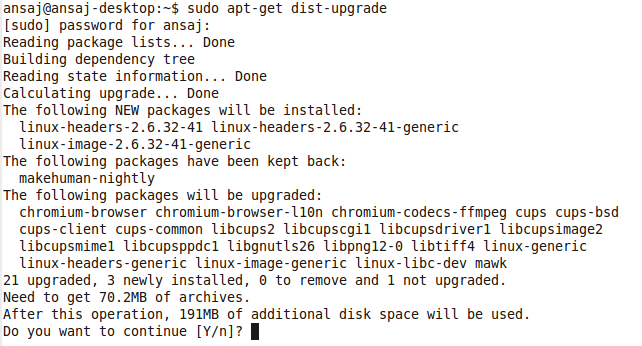 ansaj@ansaj-desktop:~$ sudo apt-get dist-upgrade
[sudo] password for ansaj:
Reading package lists... Done
Building dependency tree
Reading state information... Done
Calculating upgrade... Done
The following NEW packages will be installed:
  linux-headers-2.6.32-41 linux-headers-2.6.32-41-generic
  linux-image-2.6.32-41-generic
The following packages have been kept back:
  makehuman-nightly
The following packages will be upgraded:
  chromium-browser chromium-browser-l10n chromium-codecs-ffmpeg cups cups-bsd
  cups-client cups-common libcups2 libcupscgi1 libcupsdriver1 libcupsimage2
  libcupsmime1 libcupsppdc1 libgnutls26 libpng12-0 libtiff4 linux-generic
  linux-headers-generic linux-image-generic linux-libc-dev mawk
21 upgraded, 3 newly installed, 0 to remove and 1 not upgraded.
Need to get 70.2MB of archives.
After this operation, 191MB of additional disk space will be used.
Do you want to continue [Y/n]?